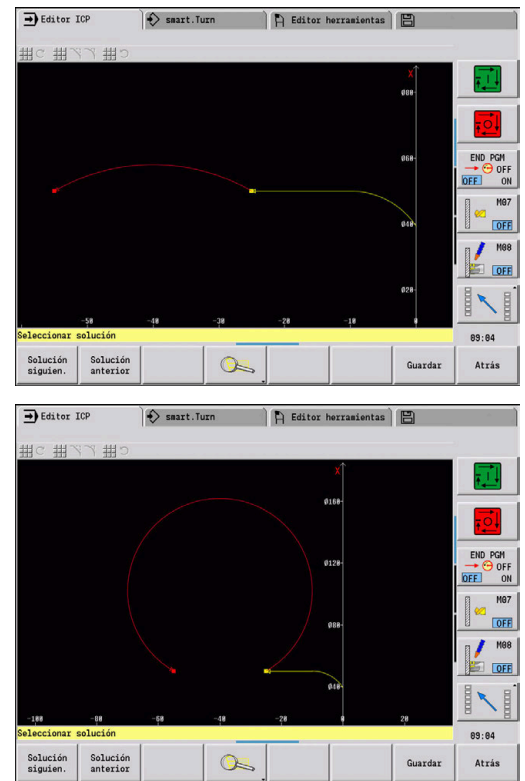 Editor ICP smart.Turn Editor herramientas
X
Ø80
Ø60
Ø40
Ø20
-50 -40 -30 -20 -10 0
END PGM
OFF
OFF ON
M07
OFF
M08
OFF
Seleccionar solución
09:04
Solución siguien. Solución anterior Guardar Atrás
Editor ICP smart.Turn Editor herramientas
X
Ø160
Ø120
Ø80
Ø40
-100 -80 -60 -40 -20 0 20
END PGM
OFF
OFF ON
M07
OFF
M08
OFF
Seleccionar solución
09:04
Solución siguien. Solución anterior Guardar Atrás